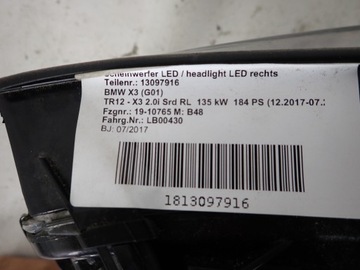 Scheinwerfer LED / headlight LED rechts
Teilenr.: 13097916
BMW X3 (G01)
TR12 - X3 2.0i Srd RL 135 kW 184 PS (12.2017-07.2
Fzgnr.: 19-10765 M: B48
Fahrg.Nr.: LB00430
BJ: 07/2017
1813097916